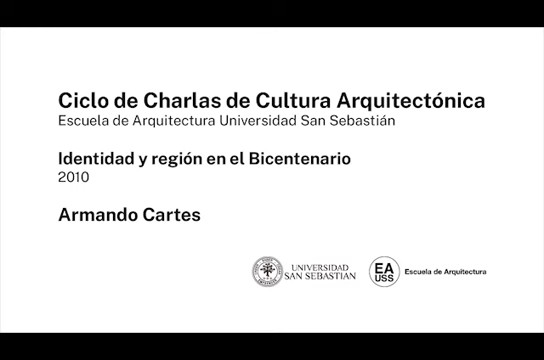 Ciclo de Charlas de Cultura Arquitectónica
Escuela de Arquitectura Universidad San Sebastián
Identidad y región en el Bicentenario
2010
Armando Cartes
UNIVERSIDAD
SAN SEBASTIAN
EA
USS
Escuela de Arquitectura